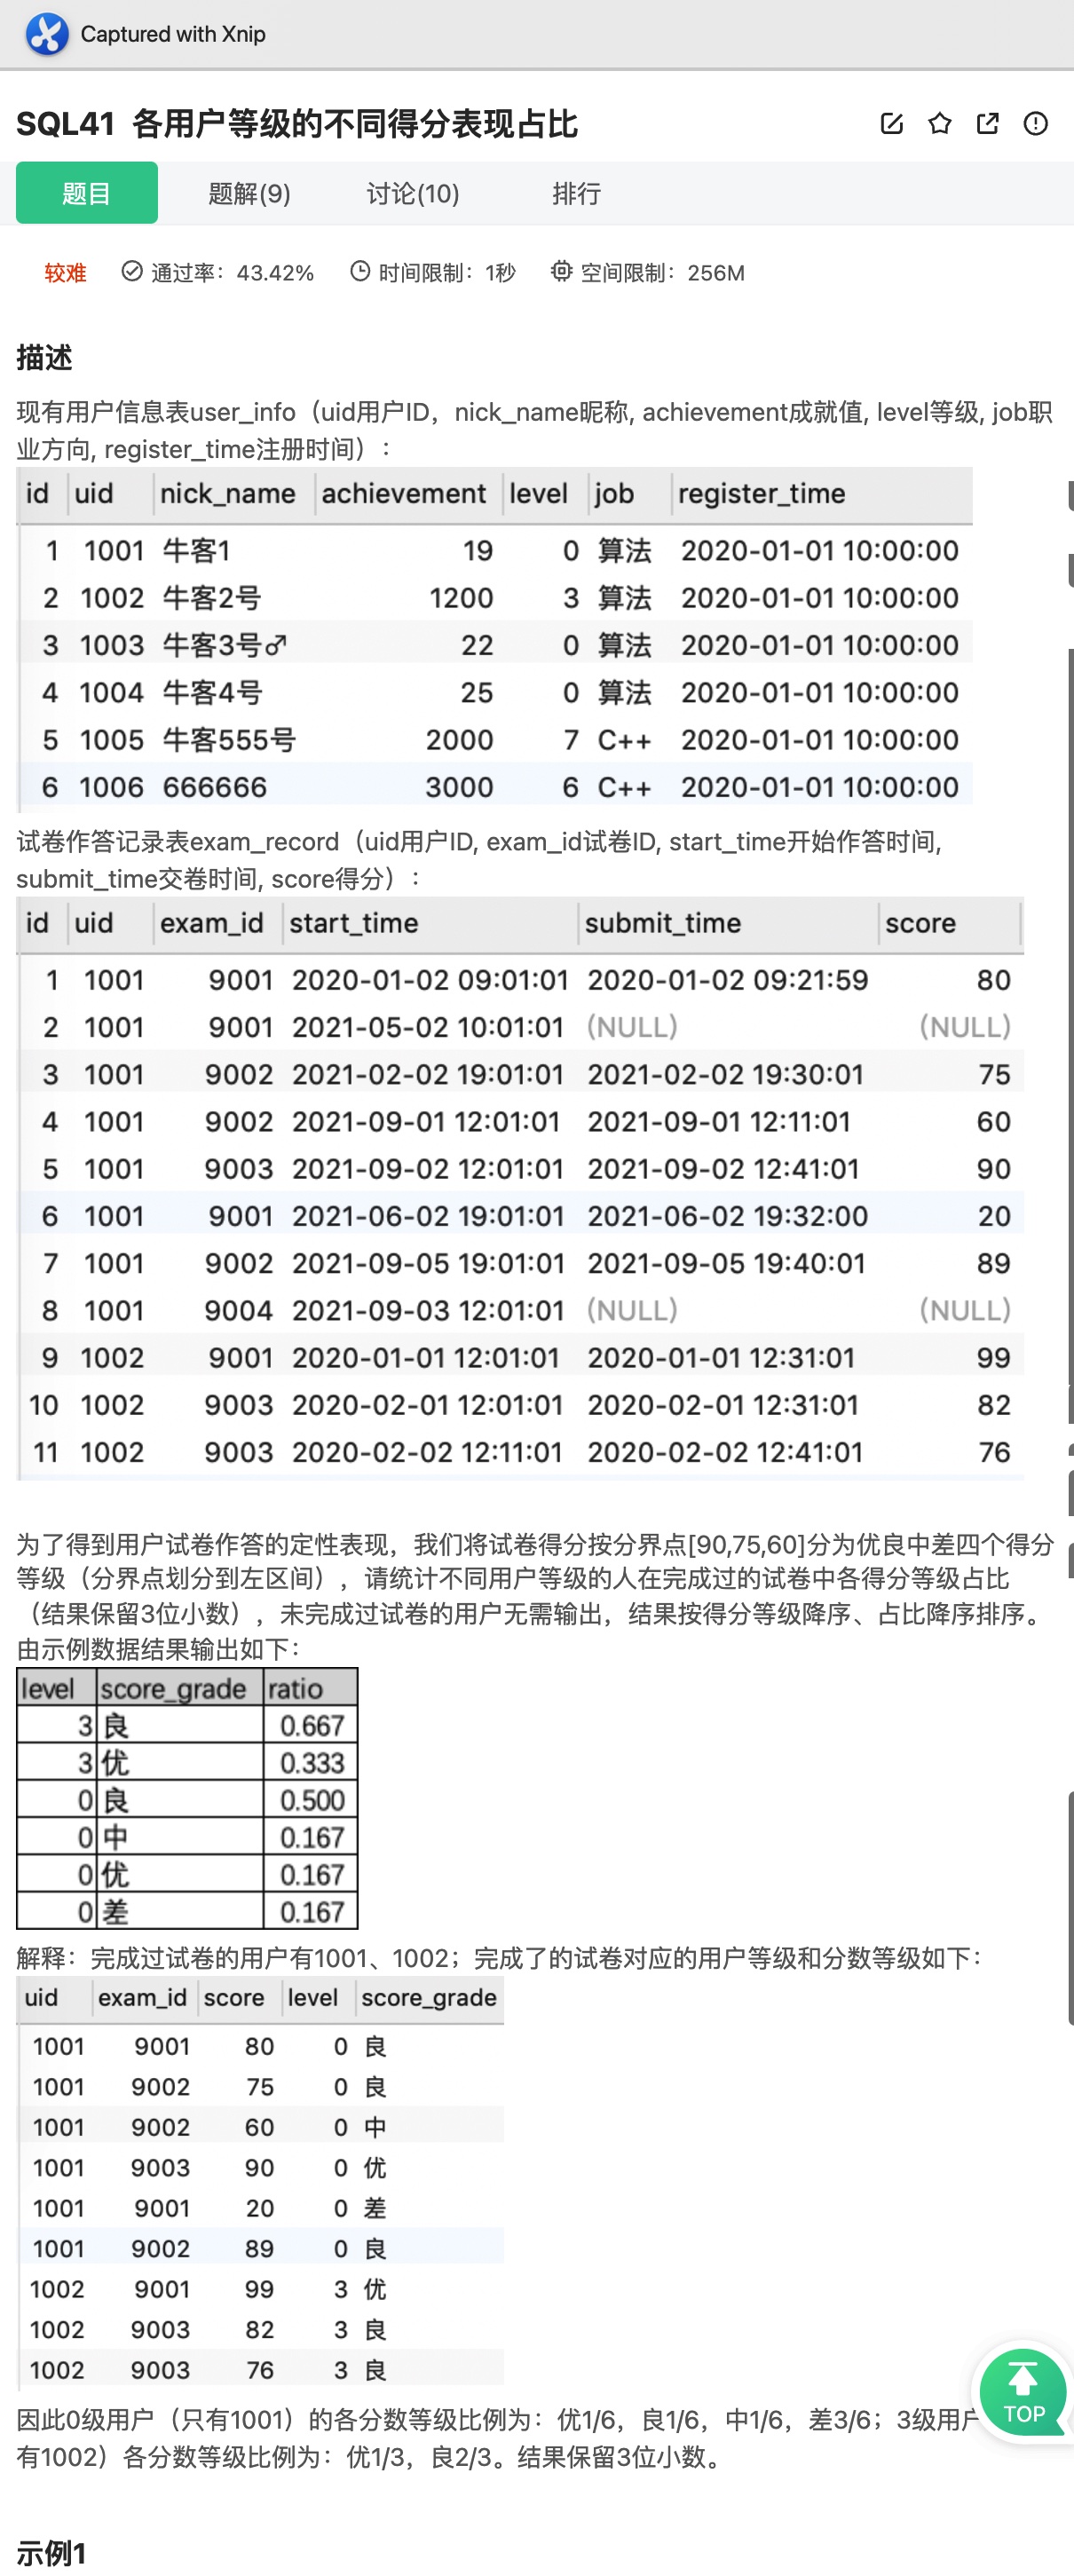 Captured with Xnip
SQL41 各用户等级的不同得分表现占比
题目 题解(9) 讨论(10) 排行
较难 通过率：43.42% 时间限制：1秒 空间限制：256M
描述
现有用户信息表user_info（uid用户ID，nick_name昵称, achievement成就值, level等级, job职
业方向, register_time注册时间）：
id uid nick_name achievement level job register_time
1 1001 牛客1 19 0 算法 2020-01-01 10:00:00
2 1002 牛客2号 1200 3 算法 2020-01-01 10:00:00
3 1003 牛客3号♂ 22 0 算法 2020-01-01 10:00:00
4 1004 牛客4号 25 0 算法 2020-01-01 10:00:00
5 1005 牛客555号 2000 7 C++ 2020-01-01 10:00:00
6 1006 666666 3000 6 C++ 2020-01-01 10:00:00
试卷作答记录表exam_record（uid用户ID, exam_id试卷ID, start_time开始作答时间,
submit_time交卷时间, score得分）：
id uid exam_id start_time submit_time score
1 1001 9001 2020-01-02 09:01:01 2020-01-02 09:21:59 80
2 1001 9001 2021-05-02 10:01:01 (NULL) (NULL)
3 1001 9002 2021-02-02 19:01:01 2021-02-02 19:30:01 75
4 1001 9002 2021-09-01 12:01:01 2021-09-01 12:11:01 60
5 1001 9003 2021-09-02 12:01:01 2021-09-02 12:41:01 90
6 1001 9001 2021-06-02 19:01:01 2021-06-02 19:32:00 20
7 1001 9002 2021-09-05 19:01:01 2021-09-05 19:40:01 89
8 1001 9004 2021-09-03 12:01:01 (NULL) (NULL)
9 1002 9001 2020-01-01 12:01:01 2020-01-01 12:31:01 99
10 1002 9003 2020-02-01 12:01:01 2020-02-01 12:31:01 82
11 1002 9003 2020-02-02 12:11:01 2020-02-02 12:41:01 76
为了得到用户试卷作答的定性表现，我们将试卷得分按分界点[90,75,60]分为优良中差四个得分
等级（分界点划分到左区间），请统计不同用户等级的人在完成过的试卷中各得分等级占比
（结果保留3位小数），未完成过试卷的用户无需输出，结果按得分等级降序、占比降序排序。
由示例数据结果输出如下：
level score_grade ratio
3 良 0.667
3 优 0.333
0 良 0.500
0 中 0.167
0 优 0.167
0 差 0.167
解释：完成过试卷的用户有1001、1002；完成了的试卷对应的用户等级和分数等级如下：
uid exam_id score level score_grade
1001 9001 80 0 良
1001 9002 75 0 良
1001 9002 60 0 中
1001 9003 90 0 优
1001 9001 20 0 差
1001 9002 89 0 良
1002 9001 99 3 优
1002 9003 82 3 良
1002 9003 76 3 良
因此0级用户（只有1001）的各分数等级比例为：优1/6，良1/6，中1/6，差3/6；3级用户
有1002）各分数等级比例为：优1/3，良2/3。结果保留3位小数。
TOP
示例1